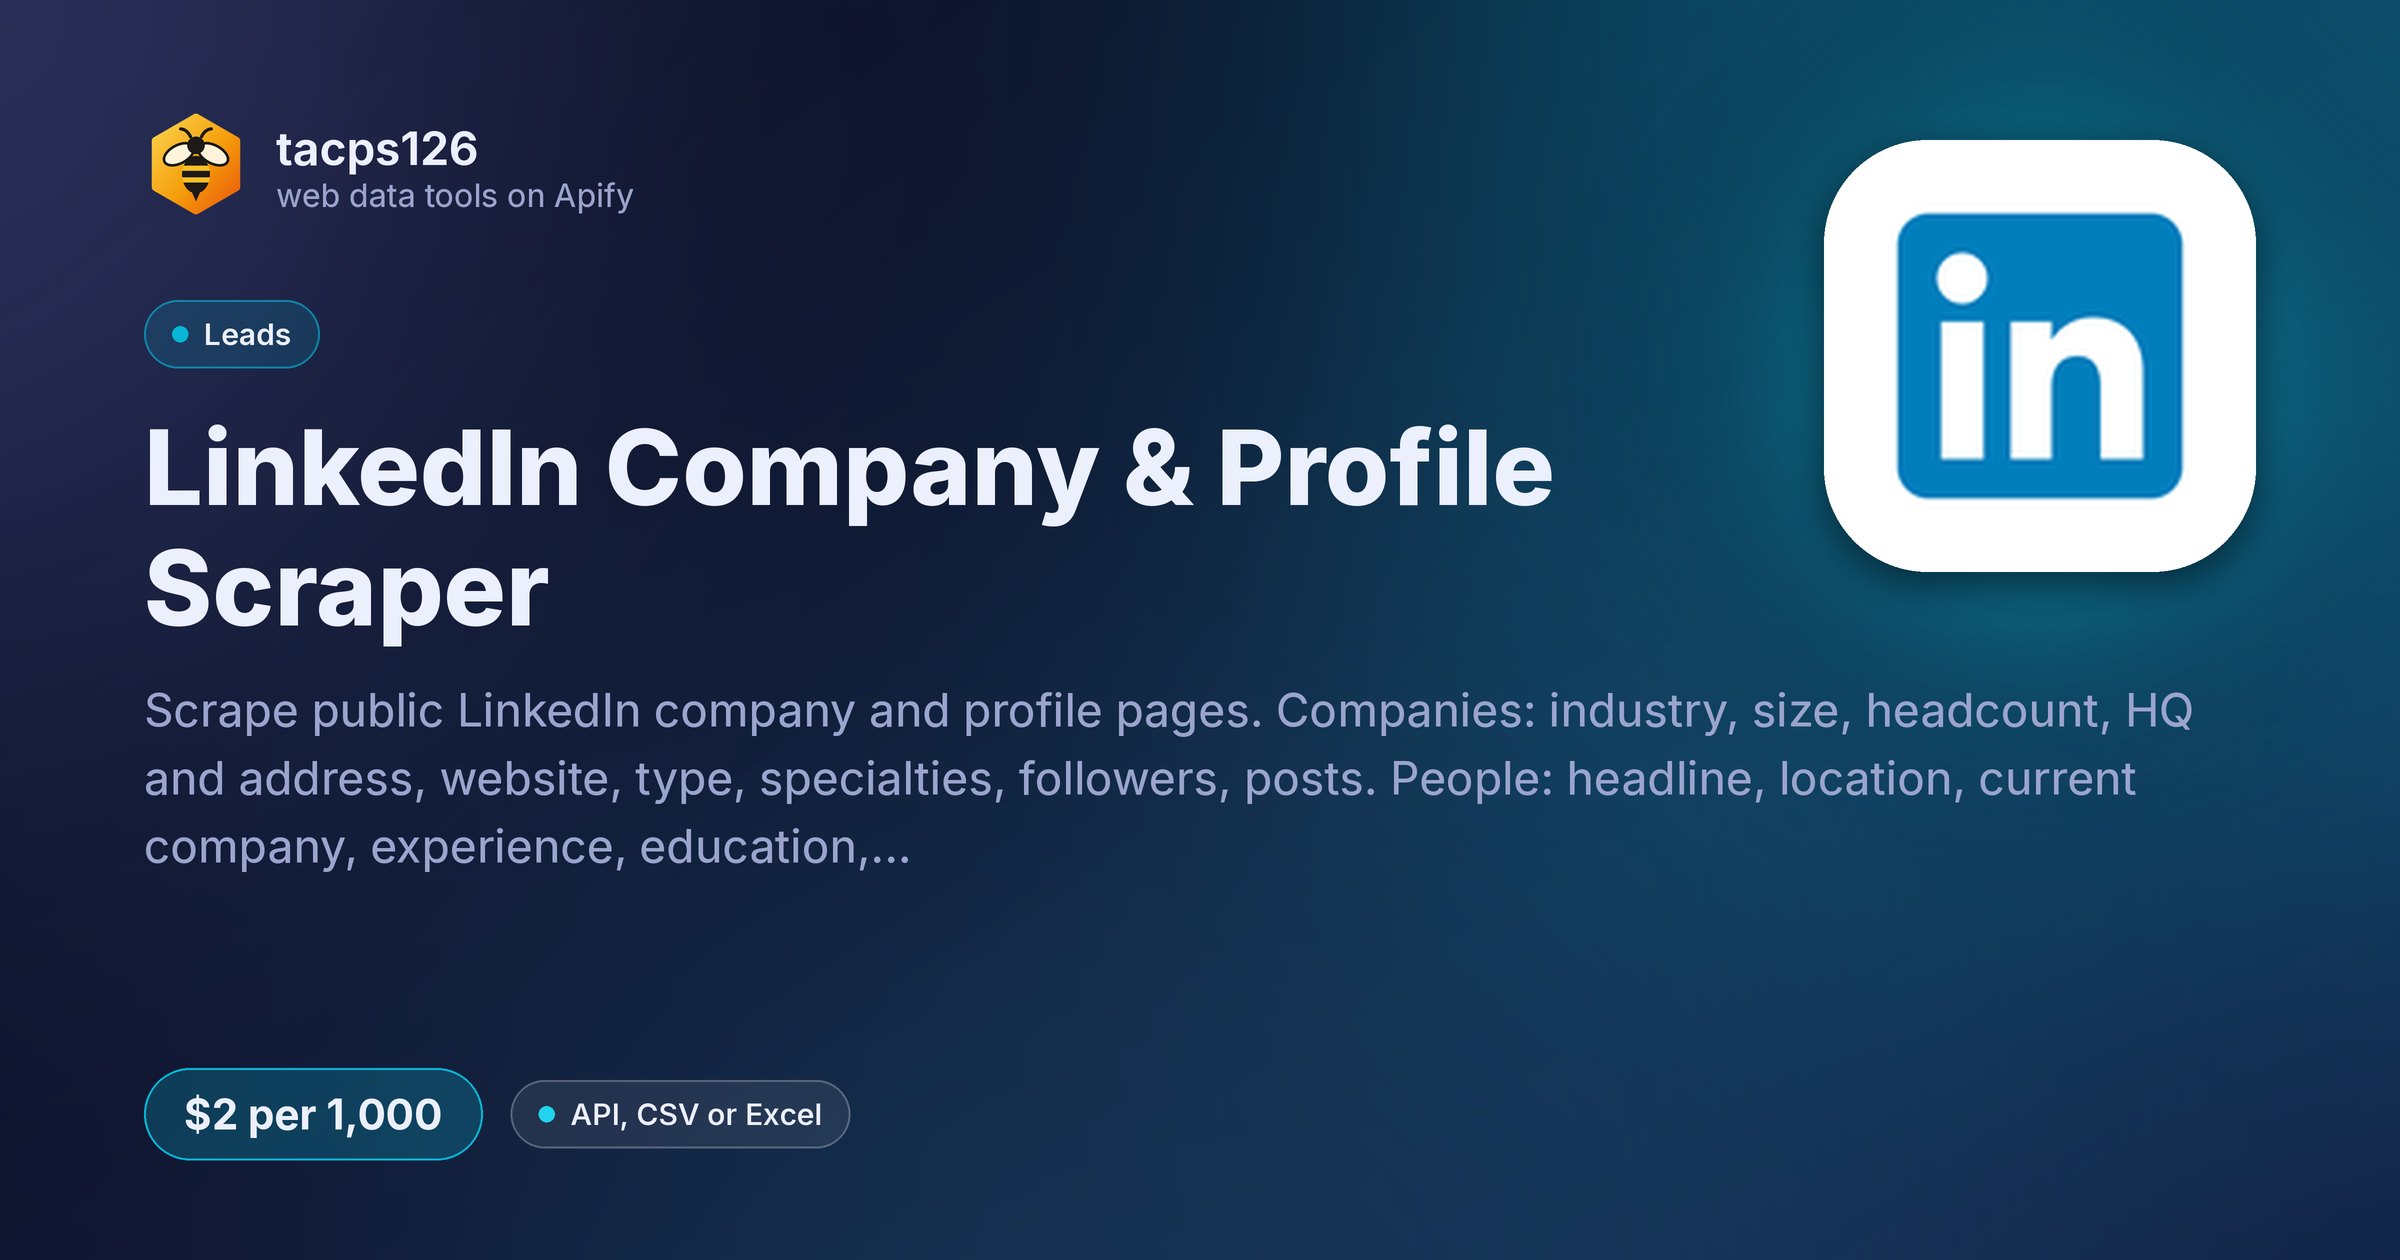 tacps126
web data tools on Apify
Leads
LinkedIn Company & Profile
Scraper
in
Scrape public LinkedIn company and profile pages. Companies: industry, size, headcount, HQ
and address, website, type, specialties, followers, posts. People: headline, location, current
company, experience, education,...
$2 per 1,000
API, CSV or Excel